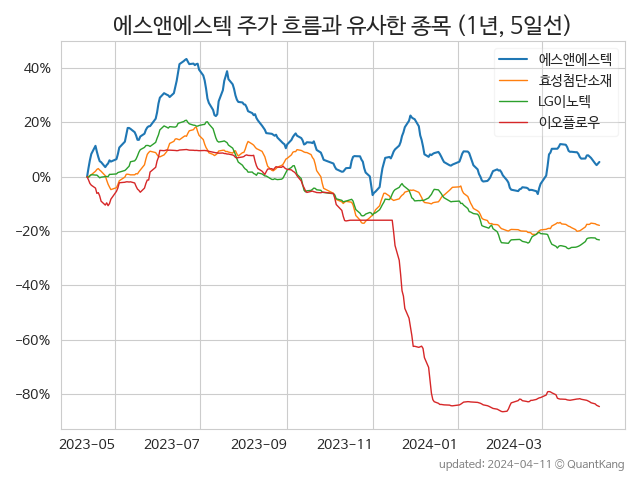 에스앤에스텍 주가 흐름과 유사한 종목 (1년, 5일선)
에스앤에스텍
효성첨단소재
LG이노텍
이오플로우
40%
20%
0%
−20%
−40%
−60%
−80%
2023-05
2023-07
2023-09
2023-11
2024-01
2024-03
updated: 2024-04-11 © QuantKang